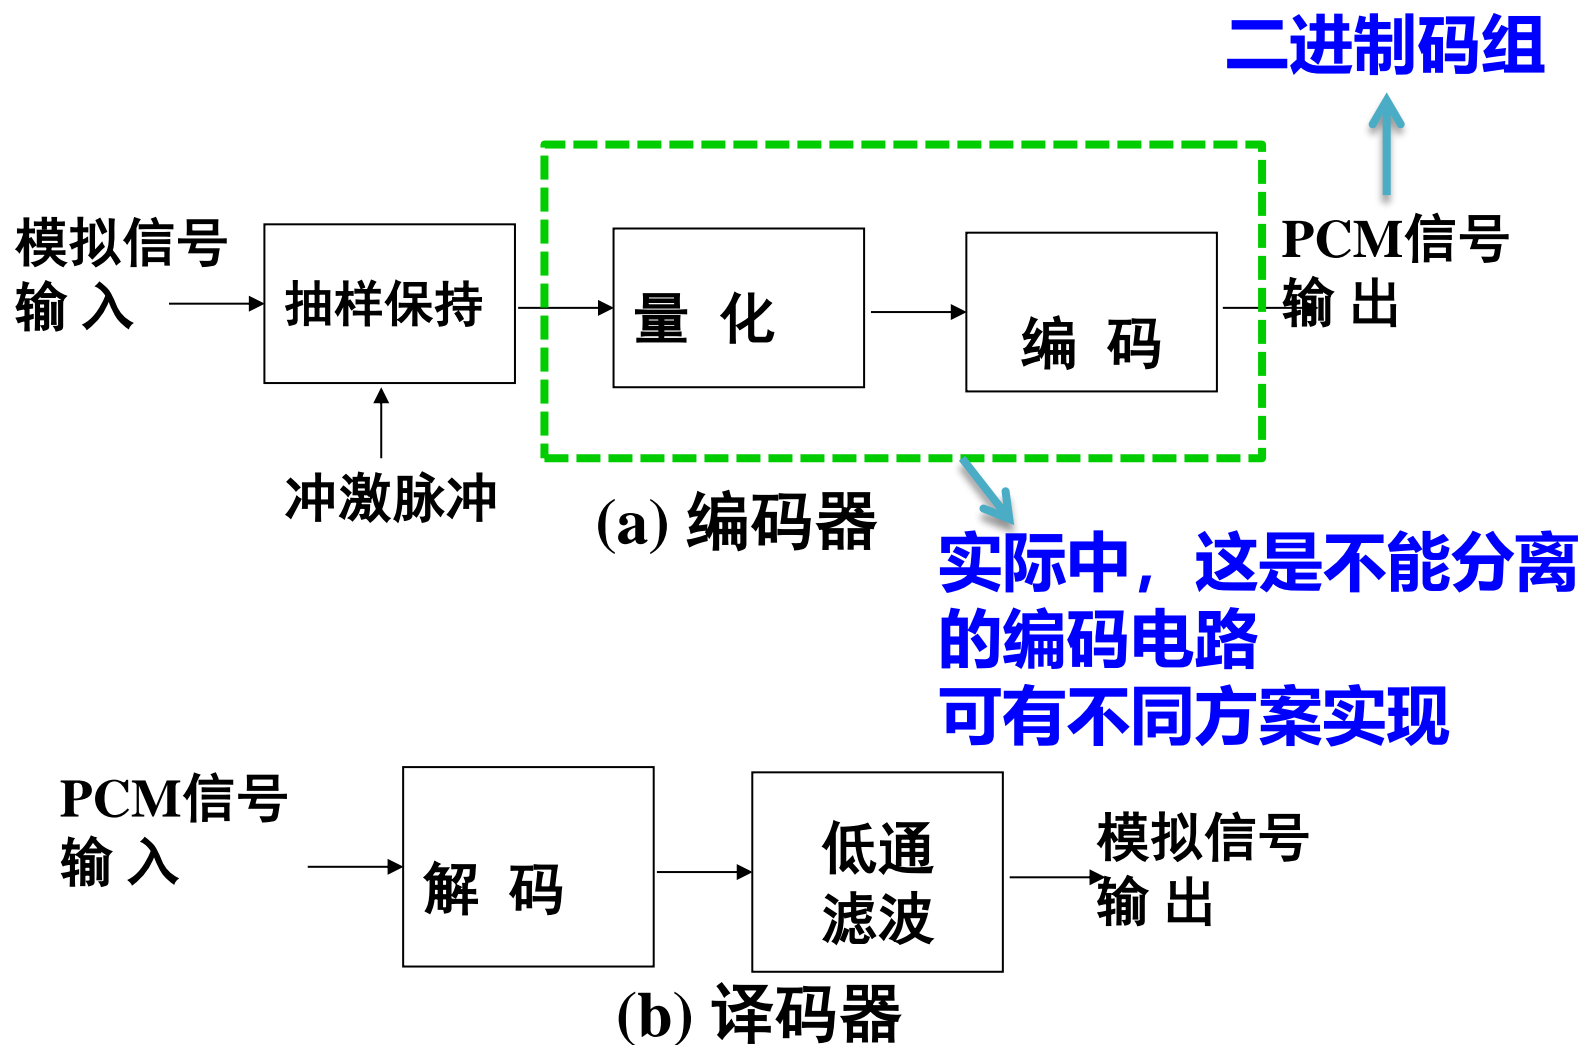 二进制码组
模拟信号
输 入
抽样保持
量 化
编 码
PCM信号
输 出
冲激脉冲
(a) 编码器
实际中，这是不能分离
的编码电路
可有不同方案实现
PCM信号
输 入
解 码
低通
滤波
模拟信号
输 出
(b) 译码器